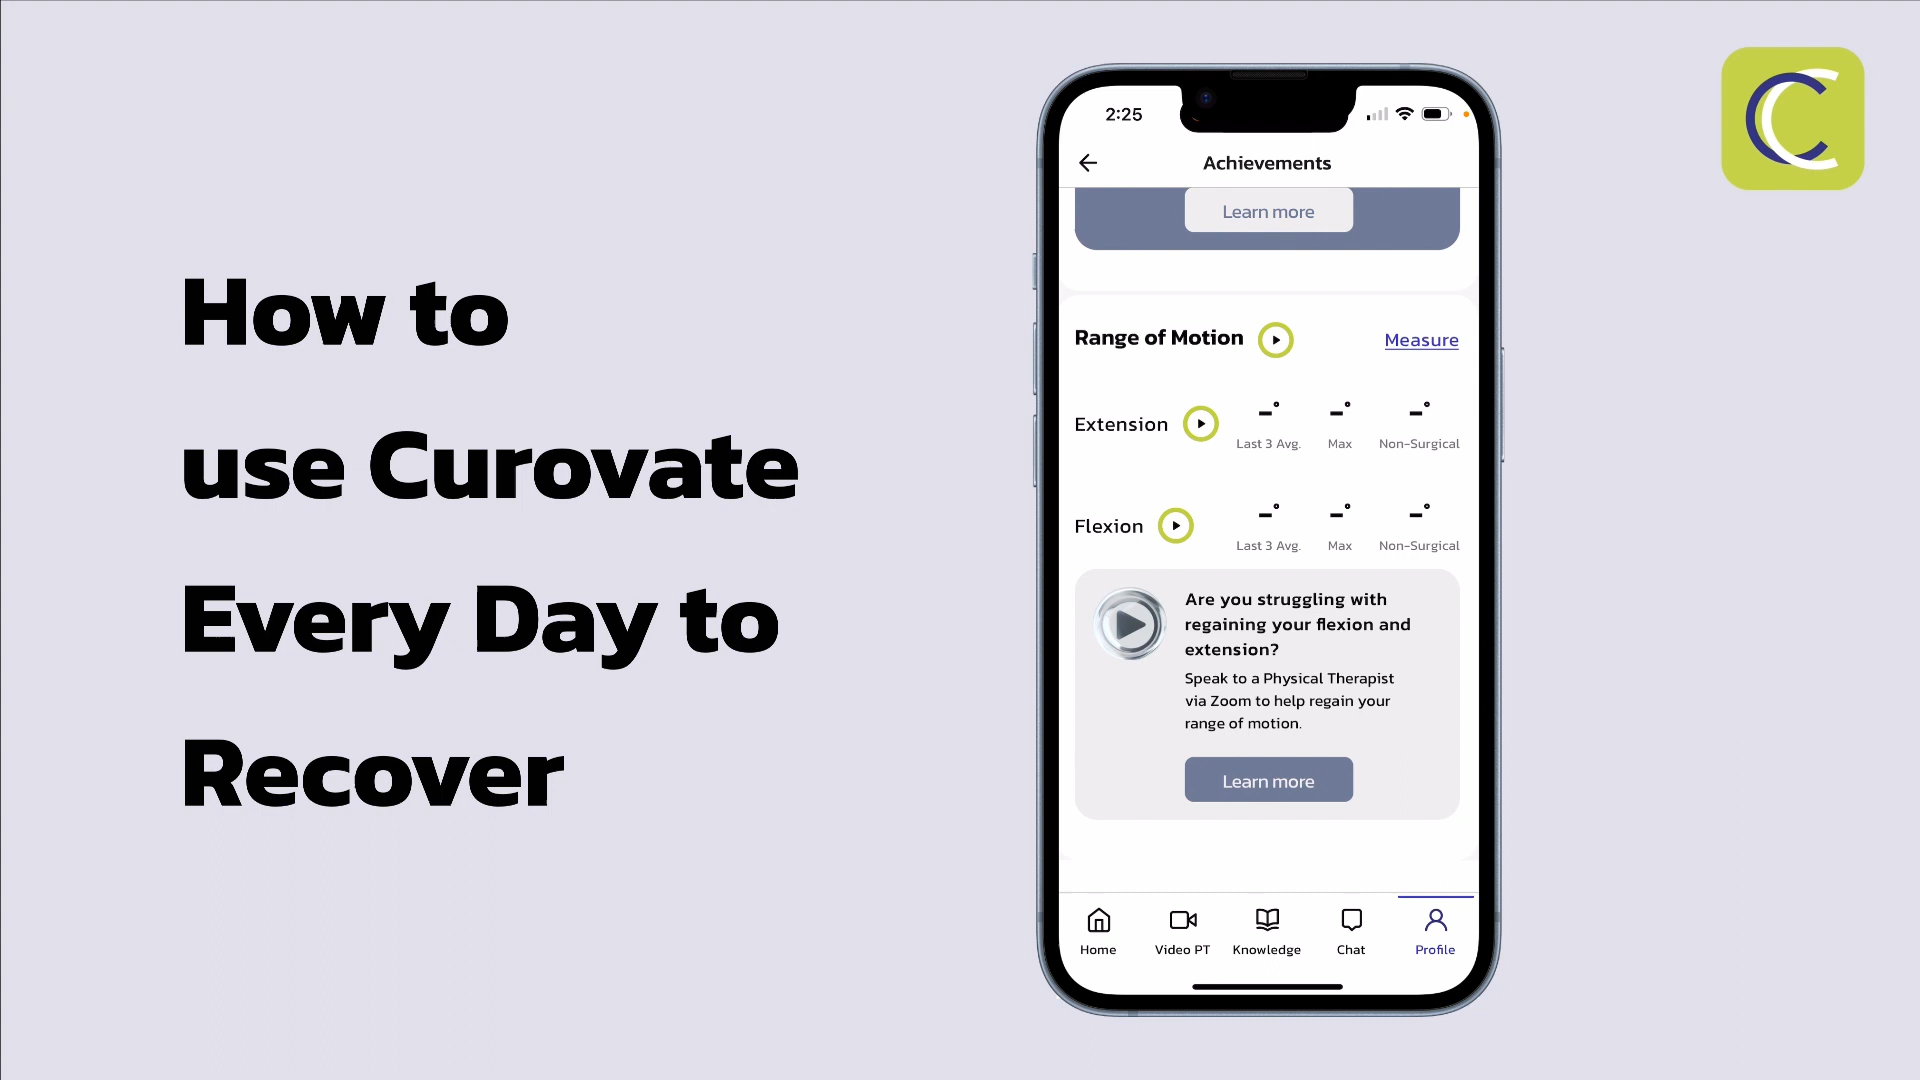 How to
use Curovate
Every Day to
Recover
2:25
Achievements
Learn more
Range of Motion
Measure
Extension
–° –° –°
Last 3 Avg. Max Non-Surgical
Flexion
–° –° –°
Last 3 Avg. Max Non-Surgical
Are you struggling with
regaining your flexion and
extension?
Speak to a Physical Therapist
via Zoom to help regain your
range of motion.
Learn more
Home Video PT Knowledge Chat Profile